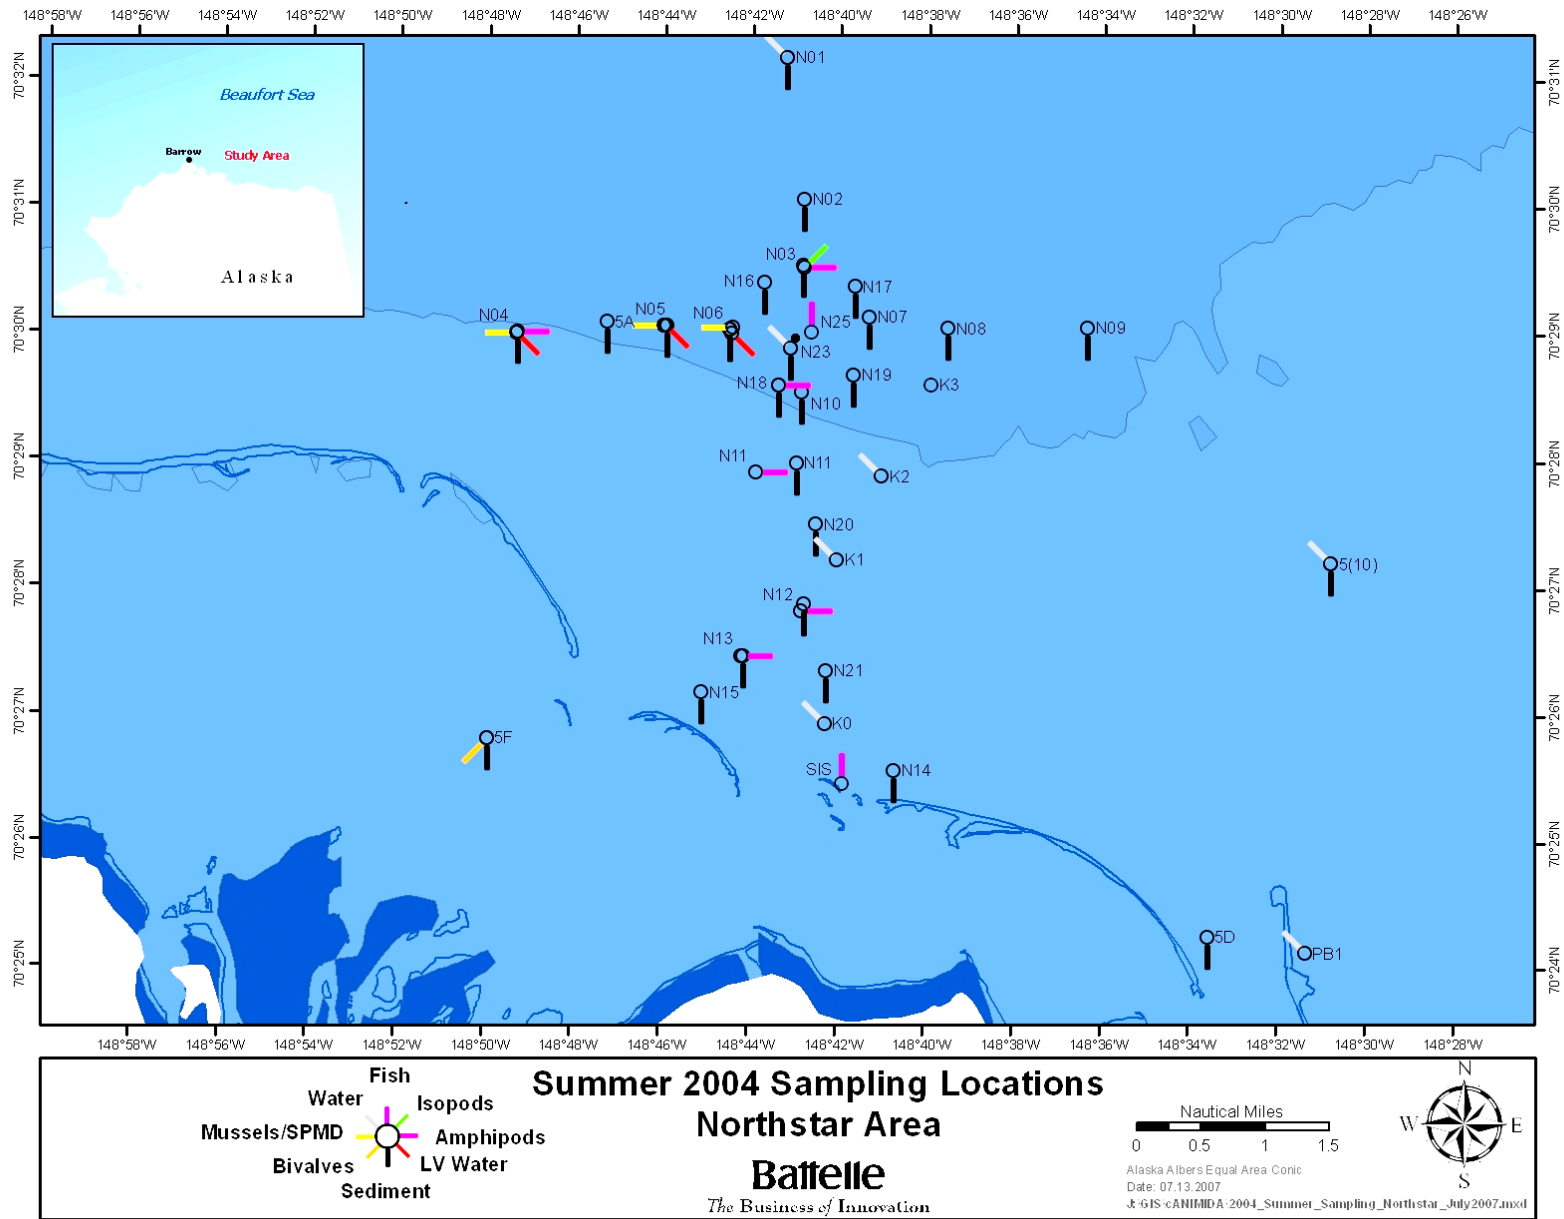 148°58'W 148°56'W 148°54'W 148°52'W 148°50'W 148°48'W 148°46'W 148°44'W 148°42'W 148°40'W 148°38'W 148°36'W 148°34'W 148°32'W 148°30'W 148°28'W 148°26'W
70°32'N
70°31'N
70°30'N
70°29'N
70°28'N
70°27'N
70°26'N
70°25'N
Beaufort Sea
Barrow
Study Area
Alaska
N01
N02
N03
N16
N17
N04
5A
N05
N06
N25
N07
N08
N09
N23
N18
N10
N19
K3
N11
N11
K2
N20
K1
5(10)
N12
N13
N21
N15
K0
5F
SIS
N14
5D
PB1
70°31'N
70°30'N
70°29'N
70°28'N
70°27'N
70°26'N
70°25'N
70°24'N
148°58'W 148°56'W 148°54'W 148°52'W 148°50'W 148°48'W 148°46'W 148°44'W 148°42'W 148°40'W 148°38'W 148°36'W 148°34'W 148°32'W 148°30'W 148°28'W
Fish
Water
Isopods
Mussels/SPMD
Amphipods
Bivalves
LV Water
Sediment
Summer 2004 Sampling Locations
Northstar Area
Battelle
The Business of Innovation
Nautical Miles
0 0.5 1 1.5
Alaska Albers Equal Area Conic
Date: 07.13.2007
J:\GIS\cANIMIDA\2004_Summer_Sampling_Northstar_July2007.mxd
N
W
E
S